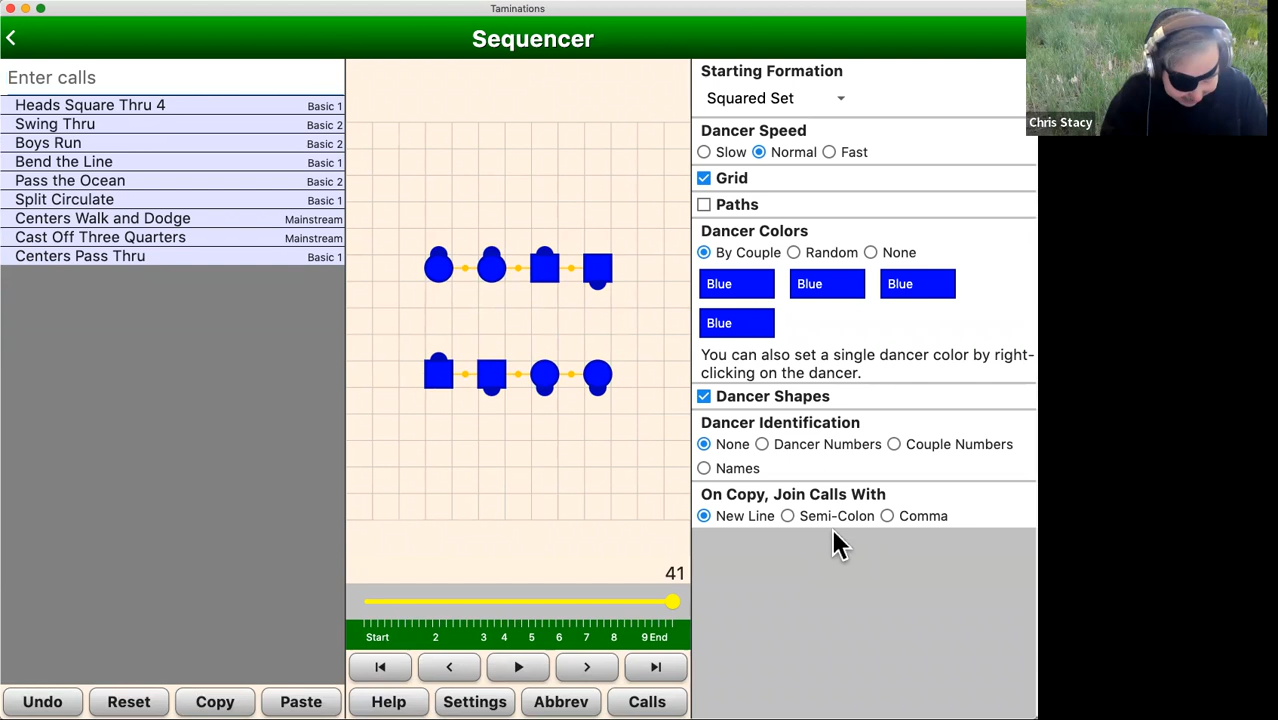 Taminations
Sequencer
Enter calls
Heads Square Thru 4 Basic 1
Swing Thru Basic 2
Boys Run Basic 2
Bend the Line Basic 1
Pass the Ocean Basic 2
Split Circulate Basic 1
Centers Walk and Dodge Mainstream
Cast Off Three Quarters Mainstream
Centers Pass Thru Basic 1
Undo Reset Copy Paste
41
Start 2 3 4 5 6 7 8 9 End
Help Settings Abbrev Calls
Starting Formation
Squared Set
Dancer Speed
Slow Normal Fast
Grid
Paths
Dancer Colors
By Couple Random None
Blue Blue Blue
Blue
You can also set a single dancer color by right-
clicking on the dancer.
Dancer Shapes
Dancer Identification
None Dancer Numbers Couple Numbers
Names
On Copy, Join Calls With
New Line Semi-Colon Comma
Chris Stacy